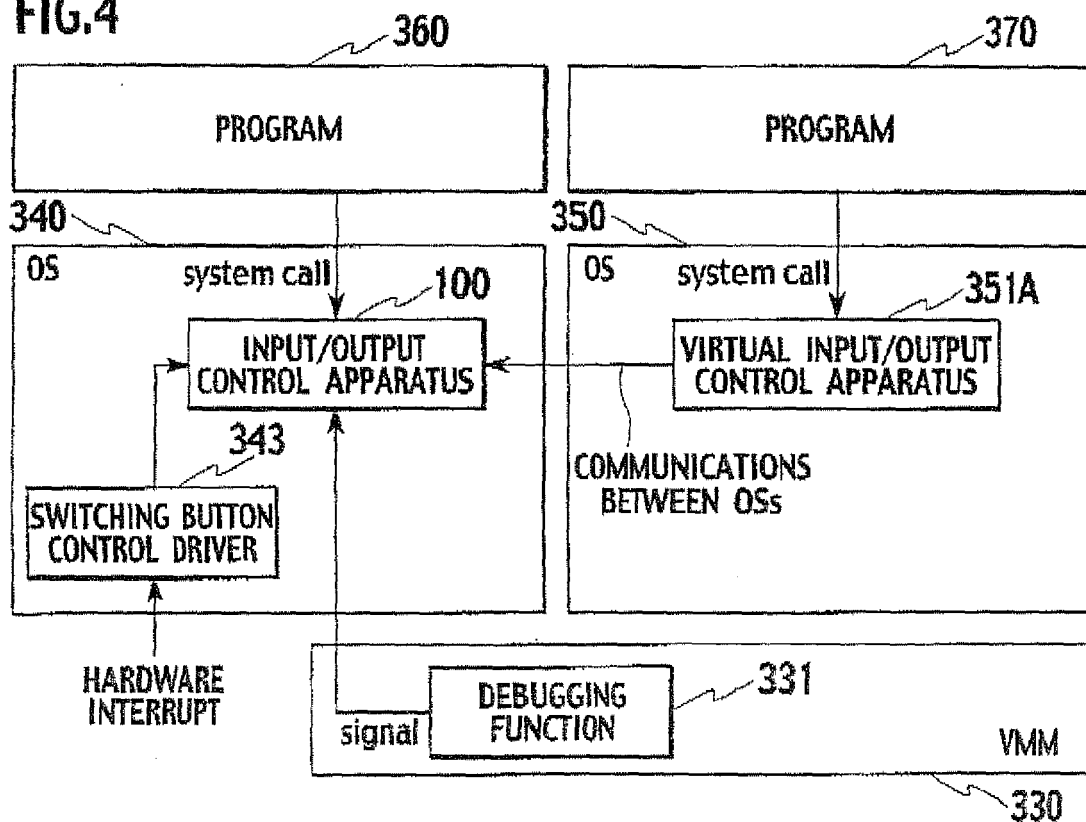 FIG.4
360
370
PROGRAM
PROGRAM
340
350
OS
system call
100
OS
system call
351A
INPUT/OUTPUT
CONTROL APPARATUS
VIRTUAL INPUT/OUTPUT
CONTROL APPARATUS
343
COMMUNICATIONS
BETWEEN OSs
SWITCHING BUTTON
CONTROL DRIVER
HARDWARE
INTERRUPT
signal
DEBUGGING
FUNCTION
331
VMM
330